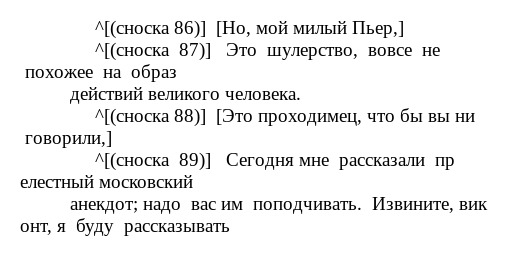 ^[(сноска 86)] [Но, мой милый Пьер,]
^[(сноска 87)] Это шулерство, вовсе не
похожее на образ
действий великого человека.
^[(сноска 88)] [Это проходимец, что бы вы ни
говорили,]
^[(сноска 89)] Сегодня мне рассказали пр
елестный московский
анекдот; надо вас им поподчивать. Извините, вик
онт, я буду рассказывать